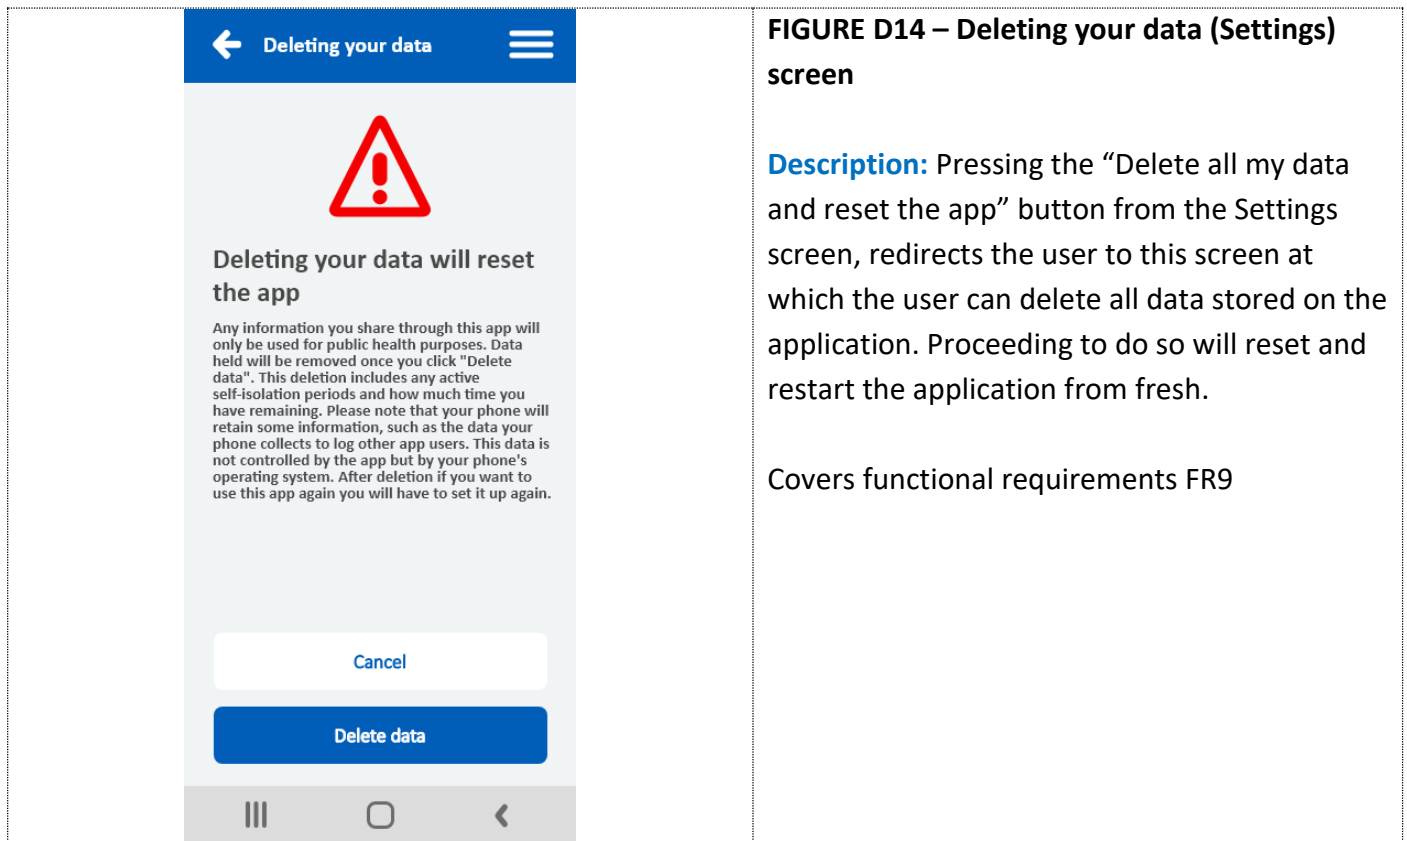 Deleting your data
Deleting your data will reset
the app
Any information you share through this app will
only be used for public health purposes. Data
held will be removed once you click "Delete
data". This deletion includes any active
self-isolation periods and how much time you
have remaining. Please note that your phone will
retain some information, such as the data your
phone collects to log other app users. This data is
not controlled by the app but by your phone's
operating system. After deletion if you want to
use this app again you will have to set it up again.
Cancel
Delete data
FIGURE D14 – Deleting your data (Settings)
screen
Description: Pressing the “Delete all my data
and reset the app” button from the Settings
screen, redirects the user to this screen at
which the user can delete all data stored on the
application. Proceeding to do so will reset and
restart the application from fresh.
Covers functional requirements FR9